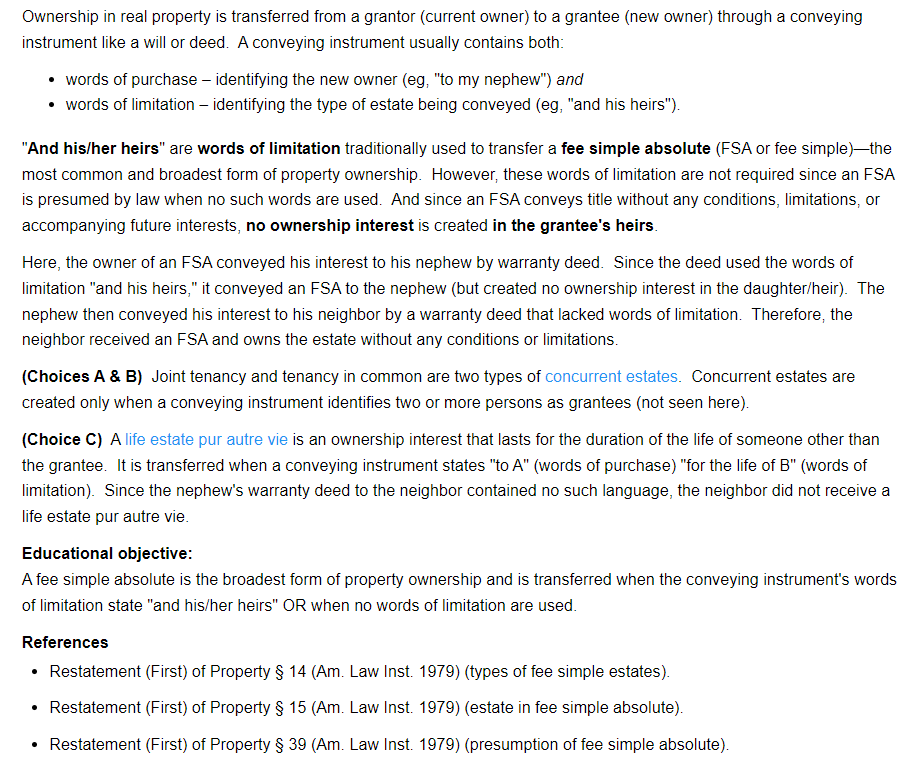 Ownership in real property is transferred from a grantor (current owner) to a grantee (new owner) through a conveying
instrument like a will or deed.  A conveying instrument usually contains both:
• words of purchase – identifying the new owner (eg, "to my nephew") and
• words of limitation – identifying the type of estate being conveyed (eg, "and his heirs").
"And his/her heirs" are words of limitation traditionally used to transfer a fee simple absolute (FSA or fee simple)—the
most common and broadest form of property ownership.  However, these words of limitation are not required since an FSA
is presumed by law when no such words are used.  And since an FSA conveys title without any conditions, limitations, or
accompanying future interests, no ownership interest is created in the grantee's heirs.
Here, the owner of an FSA conveyed his interest to his nephew by warranty deed.  Since the deed used the words of
limitation "and his heirs," it conveyed an FSA to the nephew (but created no ownership interest in the daughter/heir).  The
nephew then conveyed his interest to his neighbor by a warranty deed that lacked words of limitation.  Therefore, the
neighbor received an FSA and owns the estate without any conditions or limitations.
(Choices A & B)  Joint tenancy and tenancy in common are two types of concurrent estates.  Concurrent estates are
created only when a conveying instrument identifies two or more persons as grantees (not seen here).
(Choice C)  A life estate pur autre vie is an ownership interest that lasts for the duration of the life of someone other than
the grantee.  It is transferred when a conveying instrument states "to A" (words of purchase) "for the life of B" (words of
limitation).  Since the nephew's warranty deed to the neighbor contained no such language, the neighbor did not receive a
life estate pur autre vie.
Educational objective:
A fee simple absolute is the broadest form of property ownership and is transferred when the conveying instrument's words
of limitation state "and his/her heirs" OR when no words of limitation are used.
References
• Restatement (First) of Property § 14 (Am. Law Inst. 1979) (types of fee simple estates).
• Restatement (First) of Property § 15 (Am. Law Inst. 1979) (estate in fee simple absolute).
• Restatement (First) of Property § 39 (Am. Law Inst. 1979) (presumption of fee simple absolute).